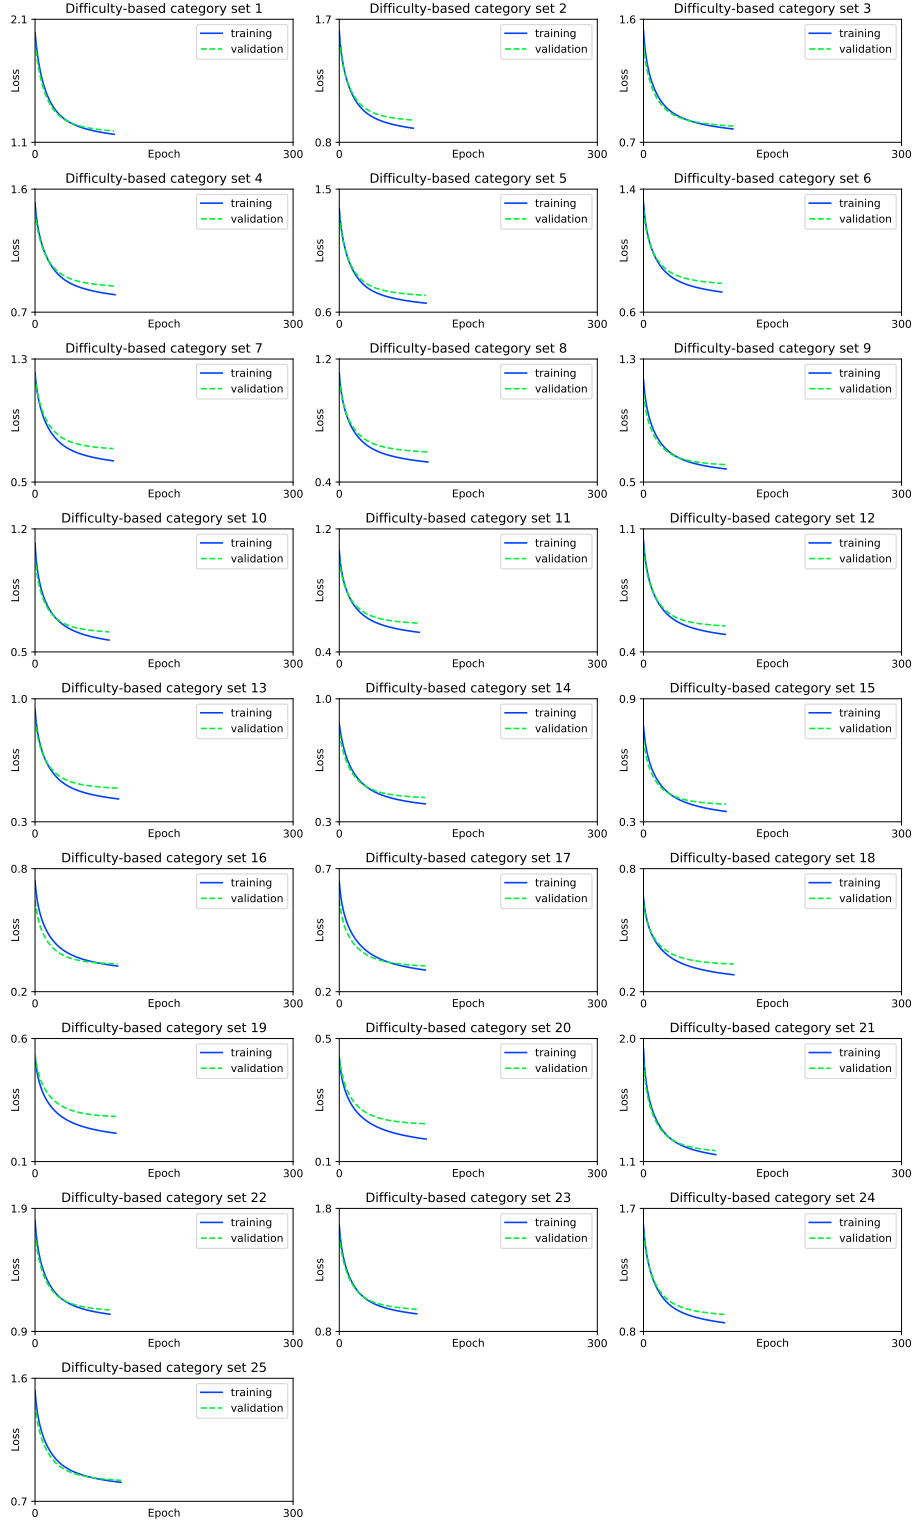 Difficulty-based category set 1
2.1
training
validation
Loss
1.1
0
Epoch
300
Difficulty-based category set 2
1.7
training
validation
Loss
0.8
0
Epoch
300
Difficulty-based category set 3
1.6
training
validation
Loss
0.7
0
Epoch
300
Difficulty-based category set 4
1.6
training
validation
Loss
0.7
0
Epoch
300
Difficulty-based category set 5
1.5
training
validation
Loss
0.6
0
Epoch
300
Difficulty-based category set 6
1.4
training
validation
Loss
0.6
0
Epoch
300
Difficulty-based category set 7
1.3
training
validation
Loss
0.5
0
Epoch
300
Difficulty-based category set 8
1.2
training
validation
Loss
0.4
0
Epoch
300
Difficulty-based category set 9
1.3
training
validation
Loss
0.5
0
Epoch
300
Difficulty-based category set 10
1.2
training
validation
Loss
0.5
0
Epoch
300
Difficulty-based category set 11
1.2
training
validation
Loss
0.4
0
Epoch
300
Difficulty-based category set 12
1.1
training
validation
Loss
0.4
0
Epoch
300
Difficulty-based category set 13
1.0
training
validation
Loss
0.3
0
Epoch
300
Difficulty-based category set 14
1.0
training
validation
Loss
0.3
0
Epoch
300
Difficulty-based category set 15
0.9
training
validation
Loss
0.3
0
Epoch
300
Difficulty-based category set 16
0.8
training
validation
Loss
0.2
0
Epoch
300
Difficulty-based category set 17
0.7
training
validation
Loss
0.2
0
Epoch
300
Difficulty-based category set 18
0.8
training
validation
Loss
0.2
0
Epoch
300
Difficulty-based category set 19
0.6
training
validation
Loss
0.1
0
Epoch
300
Difficulty-based category set 20
0.5
training
validation
Loss
0.1
0
Epoch
300
Difficulty-based category set 21
2.0
training
validation
Loss
1.1
0
Epoch
300
Difficulty-based category set 22
1.9
training
validation
Loss
0.9
0
Epoch
300
Difficulty-based category set 23
1.8
training
validation
Loss
0.8
0
Epoch
300
Difficulty-based category set 24
1.7
training
validation
Loss
0.8
0
Epoch
300
Difficulty-based category set 25
1.6
training
validation
Loss
0.7
0
Epoch
300